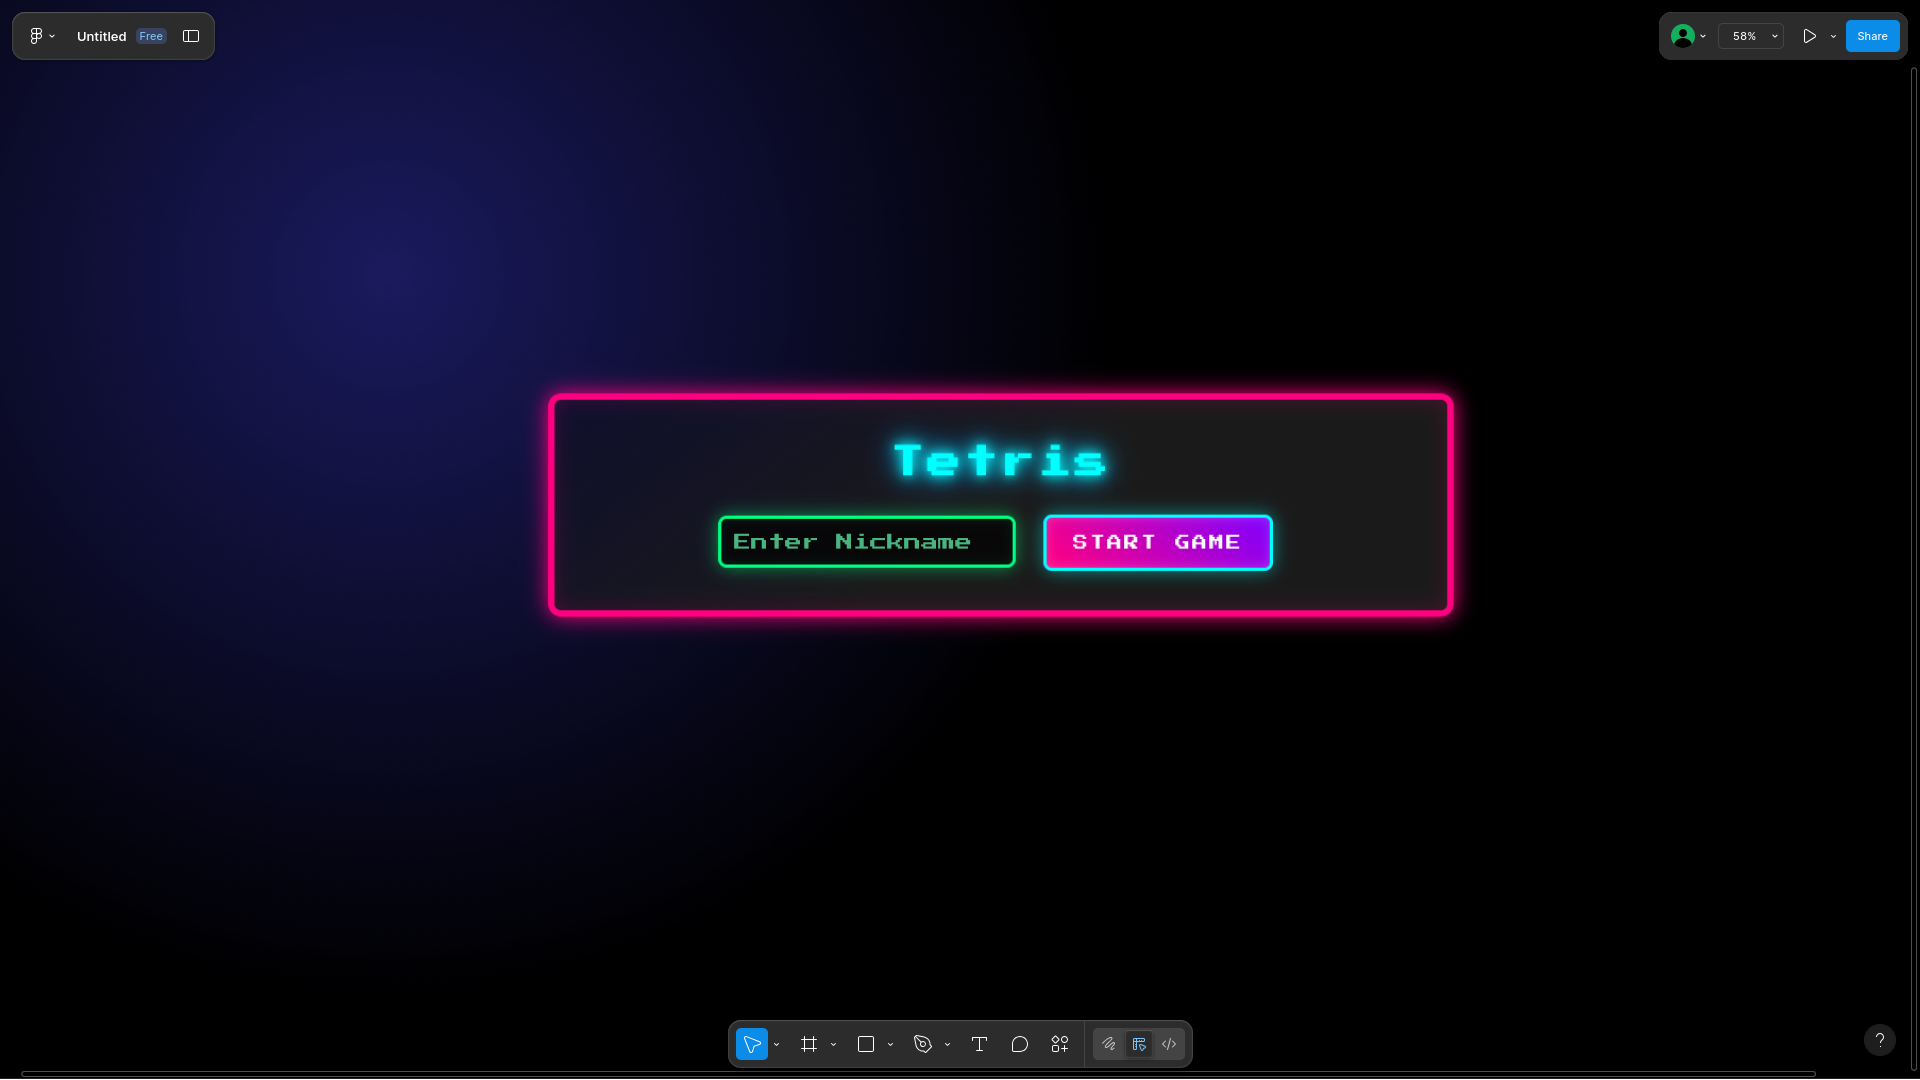 Untitled Free
58% Share
Tetris
Enter Nickname START GAME
?